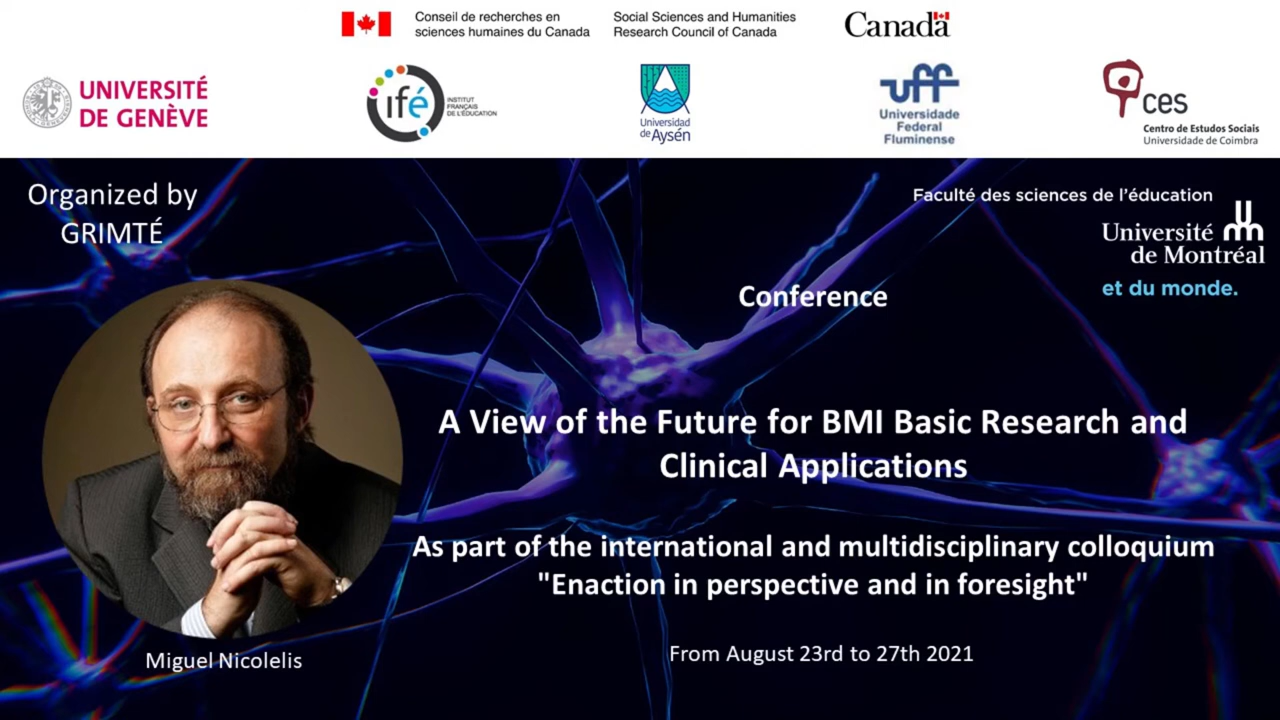 Conseil de recherches en
sciences humaines du Canada
Social Sciences and Humanities
Research Council of Canada
Canada
UNIVERSITÉ
DE GENÈVE
ifé
INSTITUT
FRANÇAIS
DE L'ÉDUCATION
Universidad
de Aysén
uff
Universidade
Federal
Fluminense
ces
Centro de Estudos Sociais
Universidade de Coimbra
Organized by
GRIMTÉ
Faculté des sciences de l'éducation
Université
de Montréal
et du monde.
Conference
A View of the Future for BMI Basic Research and
Clinical Applications
As part of the international and multidisciplinary colloquium
"Enaction in perspective and in foresight"
Miguel Nicolelis
From August 23rd to 27th 2021